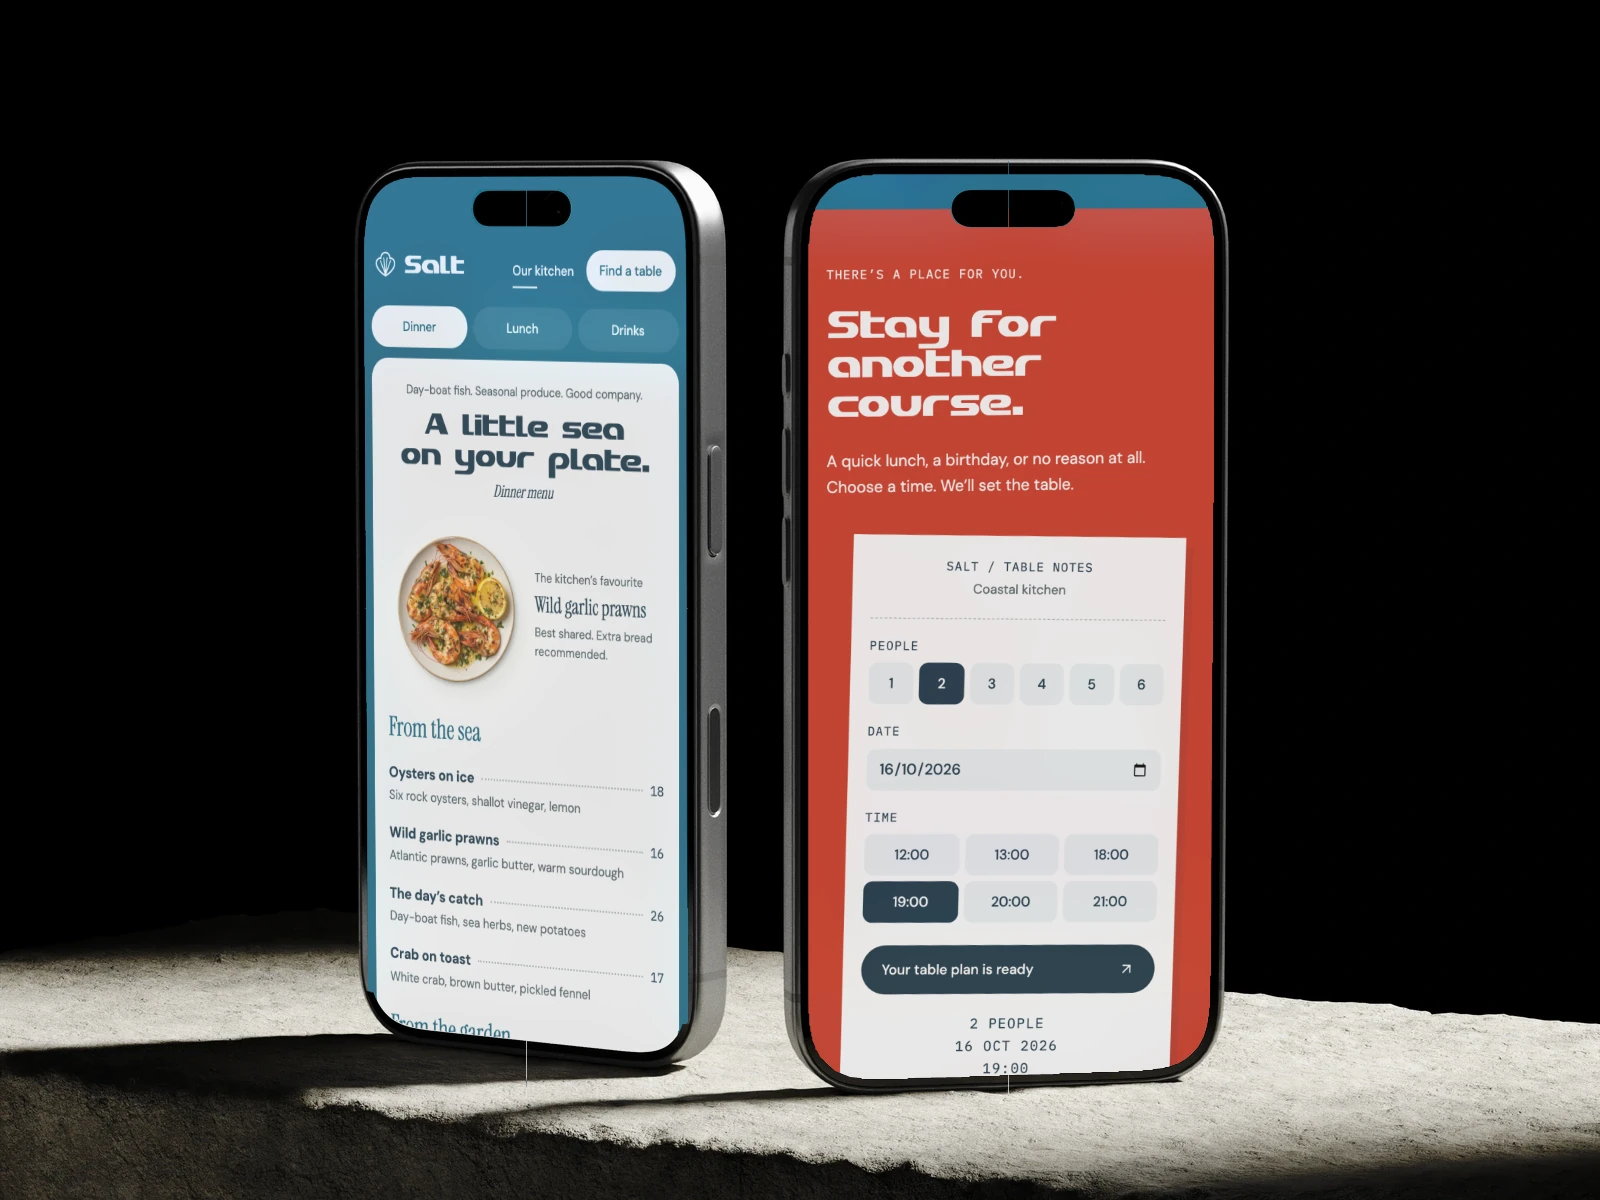 Salt
Our kitchen
Find a table
Dinner
Lunch
Drinks
Day-boat fish. Seasonal produce. Good company.
A little sea
on your plate.
Dinner menu
The kitchen's favourite
Wild garlic prawns
Best shared. Extra bread
recommended.
From the sea
Oysters on ice 18
Six rock oysters, shallot vinegar, lemon
Wild garlic prawns 16
Atlantic prawns, garlic butter, warm sourdough
The day's catch 26
Day-boat fish, sea herbs, new potatoes
Crab on toast 17
White crab, brown butter, pickled fennel
From the garden
THERE'S A PLACE FOR YOU.
Stay for
another
course.
A quick lunch, a birthday, or no reason at all.
Choose a time. We'll set the table.
SALT / TABLE NOTES
Coastal kitchen
PEOPLE
1 2 3 4 5 6
DATE
16/10/2026
TIME
12:00 13:00 18:00
19:00 20:00 21:00
Your table plan is ready
2 PEOPLE
16 OCT 2026
19:00